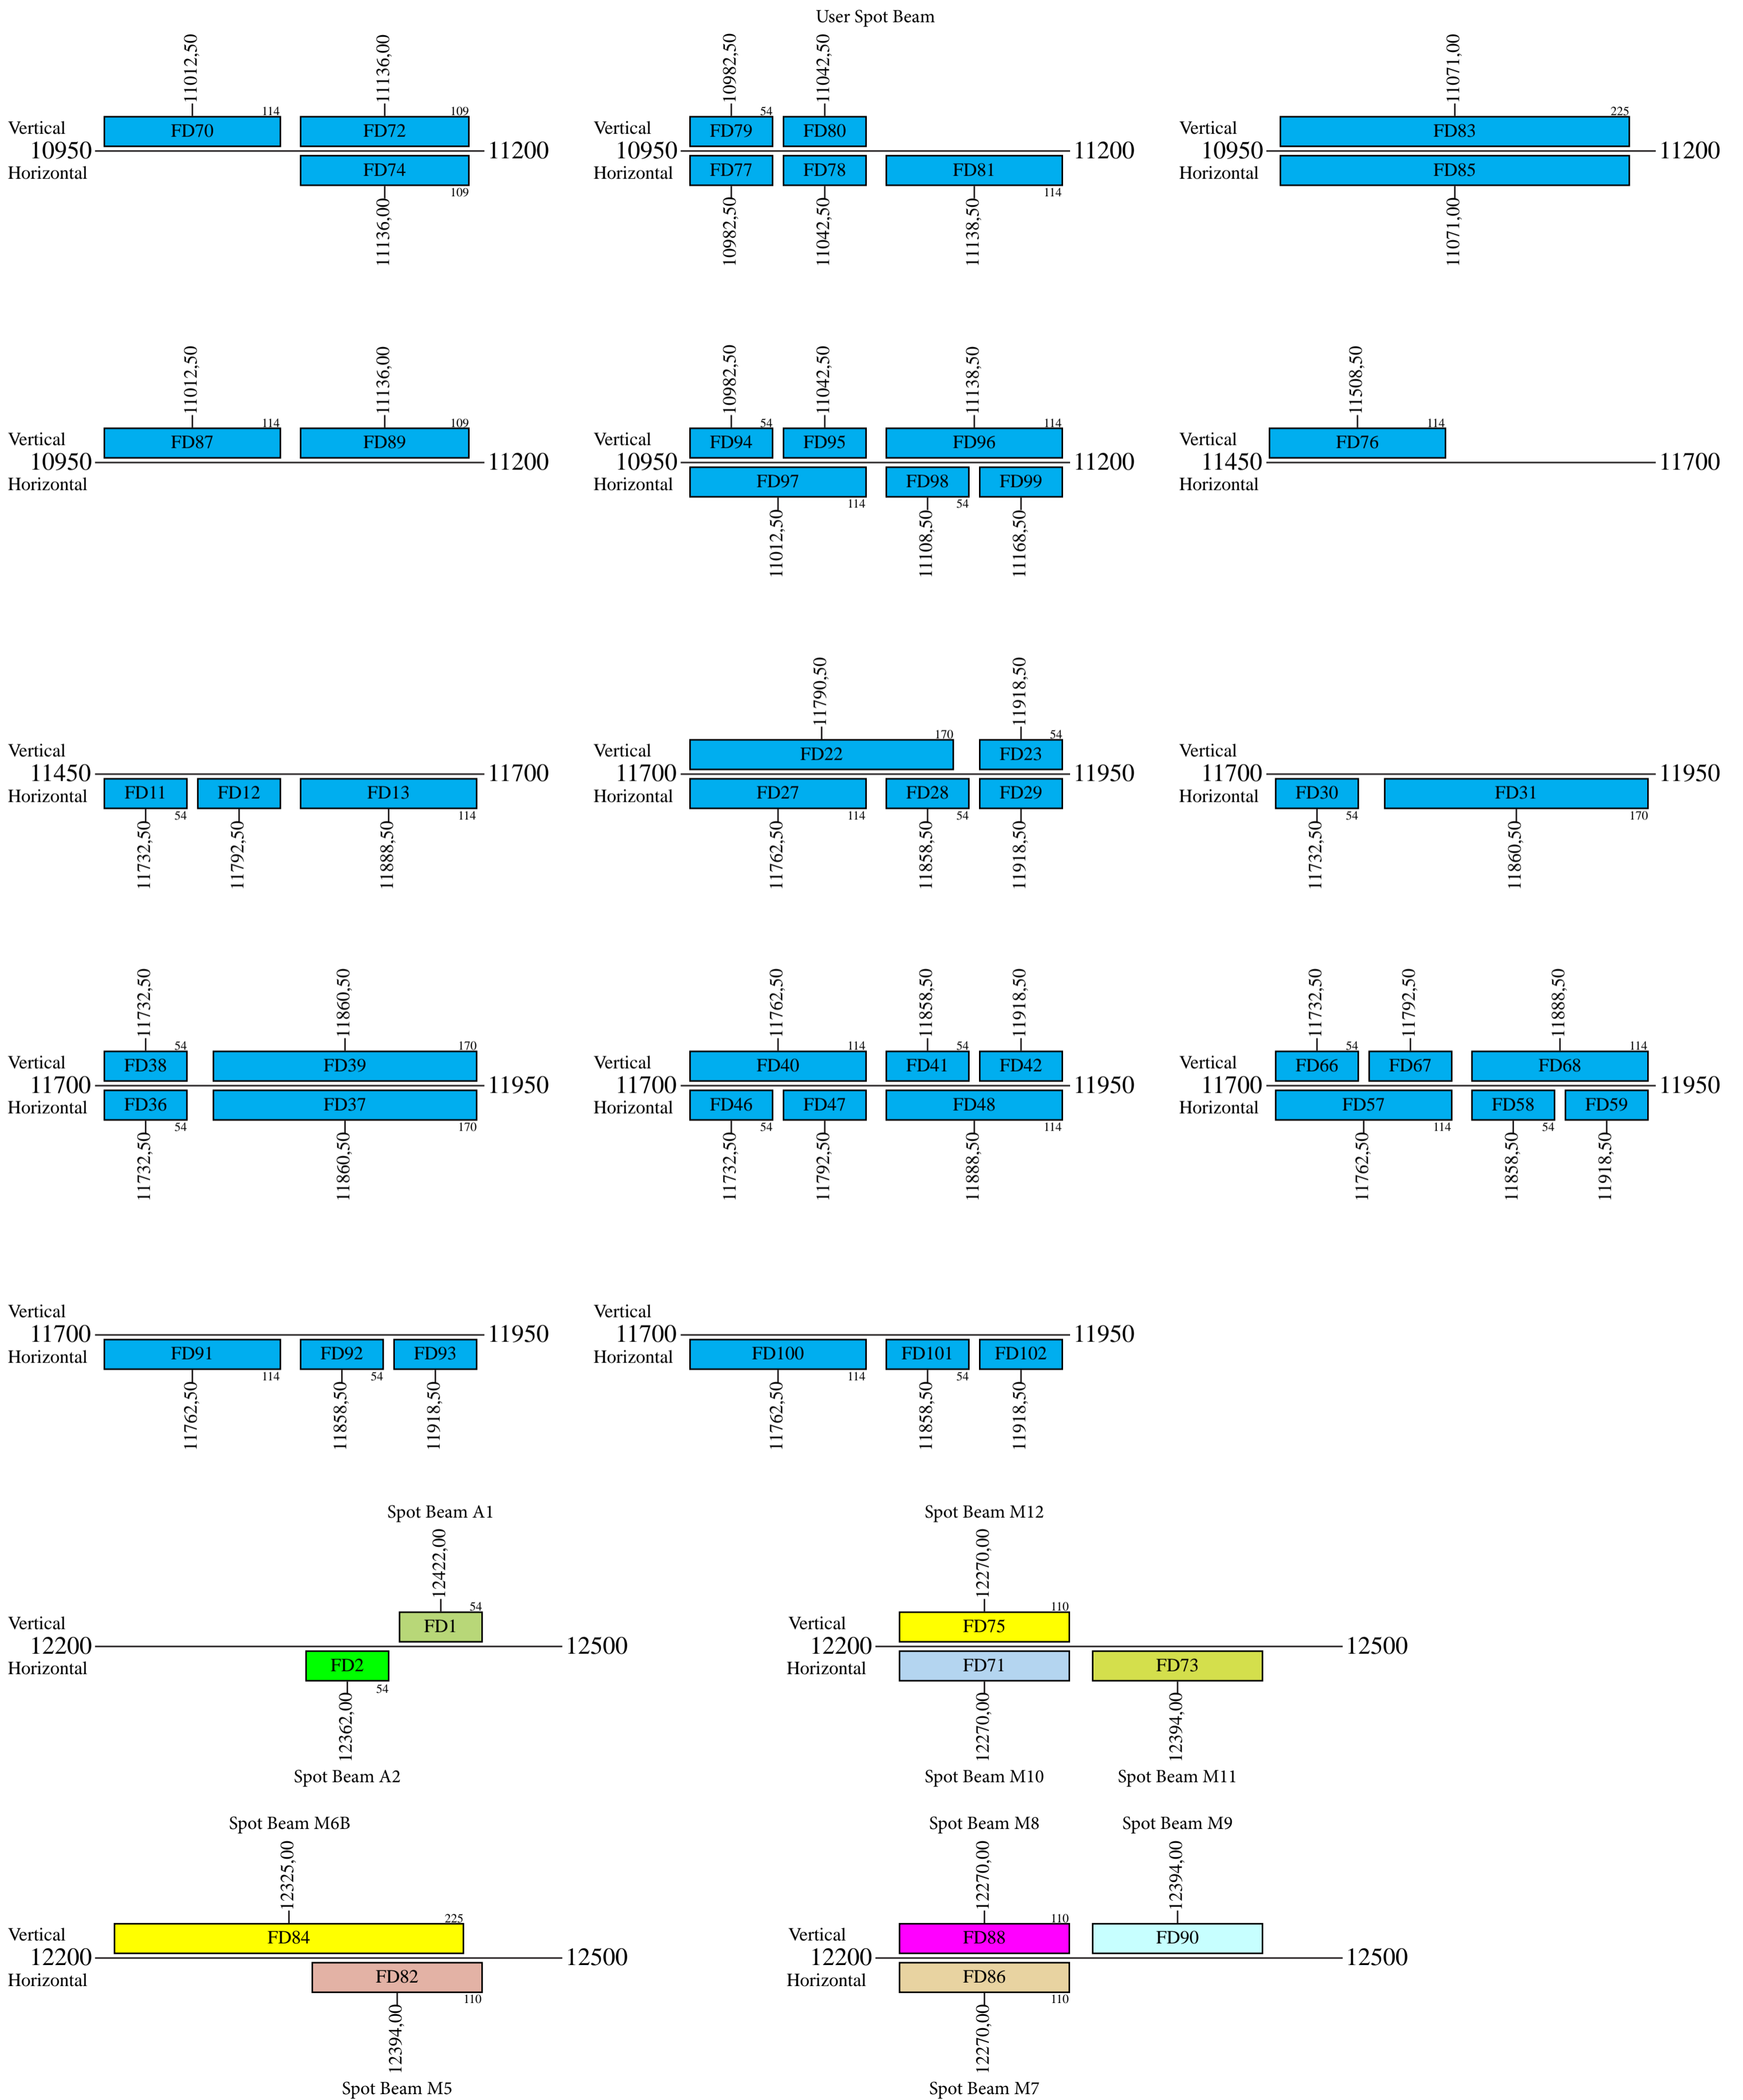 User Spot Beam
11012,50 11136,00 10982,50 11042,50 11071,00
114 109 54 225
Vertical FD70 FD72 Vertical FD79 FD80 Vertical FD83
10950 11200 10950 11200 10950 11200
Horizontal FD74 Horizontal FD77 FD78 FD81 Horizontal FD85
109 114
11136,00 10982,50 11042,50 11138,50 11071,00
11012,50 11136,00 10982,50 11042,50 11138,50 11508,50
114 109 54 114 114
Vertical FD87 FD89 Vertical FD94 FD95 FD96 Vertical FD76
10950 11200 10950 11200 11450 11700
Horizontal Horizontal FD97 FD98 FD99 Horizontal
114 54
11012,50 11108,50 11168,50
11790,50 11918,50
170 54
Vertical Vertical FD22 FD23 Vertical
11450 11700 11700 11950 11700 11950
Horizontal FD11 FD12 FD13 Horizontal FD27 FD28 FD29 Horizontal FD30 FD31
54 114 114 54 54 170
11732,50 11792,50 11888,50 11762,50 11858,50 11918,50 11732,50 11860,50
11732,50 11860,50 11762,50 11858,50 11918,50 11732,50 11792,50 11888,50
54 170 114 54 54 114
Vertical FD38 FD39 Vertical FD40 FD41 FD42 Vertical FD66 FD67 FD68
11700 11950 11700 11950 11700 11950
Horizontal FD36 FD37 Horizontal FD46 FD47 FD48 Horizontal FD57 FD58 FD59
54 170 54 114 114 54
11732,50 11860,50 11732,50 11792,50 11888,50 11762,50 11858,50 11918,50
Vertical Vertical
11700 11950 11700 11950
Horizontal FD91 FD92 FD93 Horizontal FD100 FD101 FD102
114 54 114 54
11762,50 11858,50 11918,50 11762,50 11858,50 11918,50
Spot Beam A1 Spot Beam M12
12422,00 12270,00
54 110
Vertical FD1 Vertical FD75
12200 12500 12200 12500
Horizontal FD2 Horizontal FD71 FD73
54
12362,00 12270,00 12394,00
Spot Beam A2 Spot Beam M10 Spot Beam M11
Spot Beam M6B Spot Beam M8 Spot Beam M9
12325,00 12270,00 12394,00
225 110
Vertical FD84 Vertical FD88 FD90
12200 12500 12200 12500
Horizontal FD82 Horizontal FD86
110 110
12394,00 12270,00
Spot Beam M5 Spot Beam M7